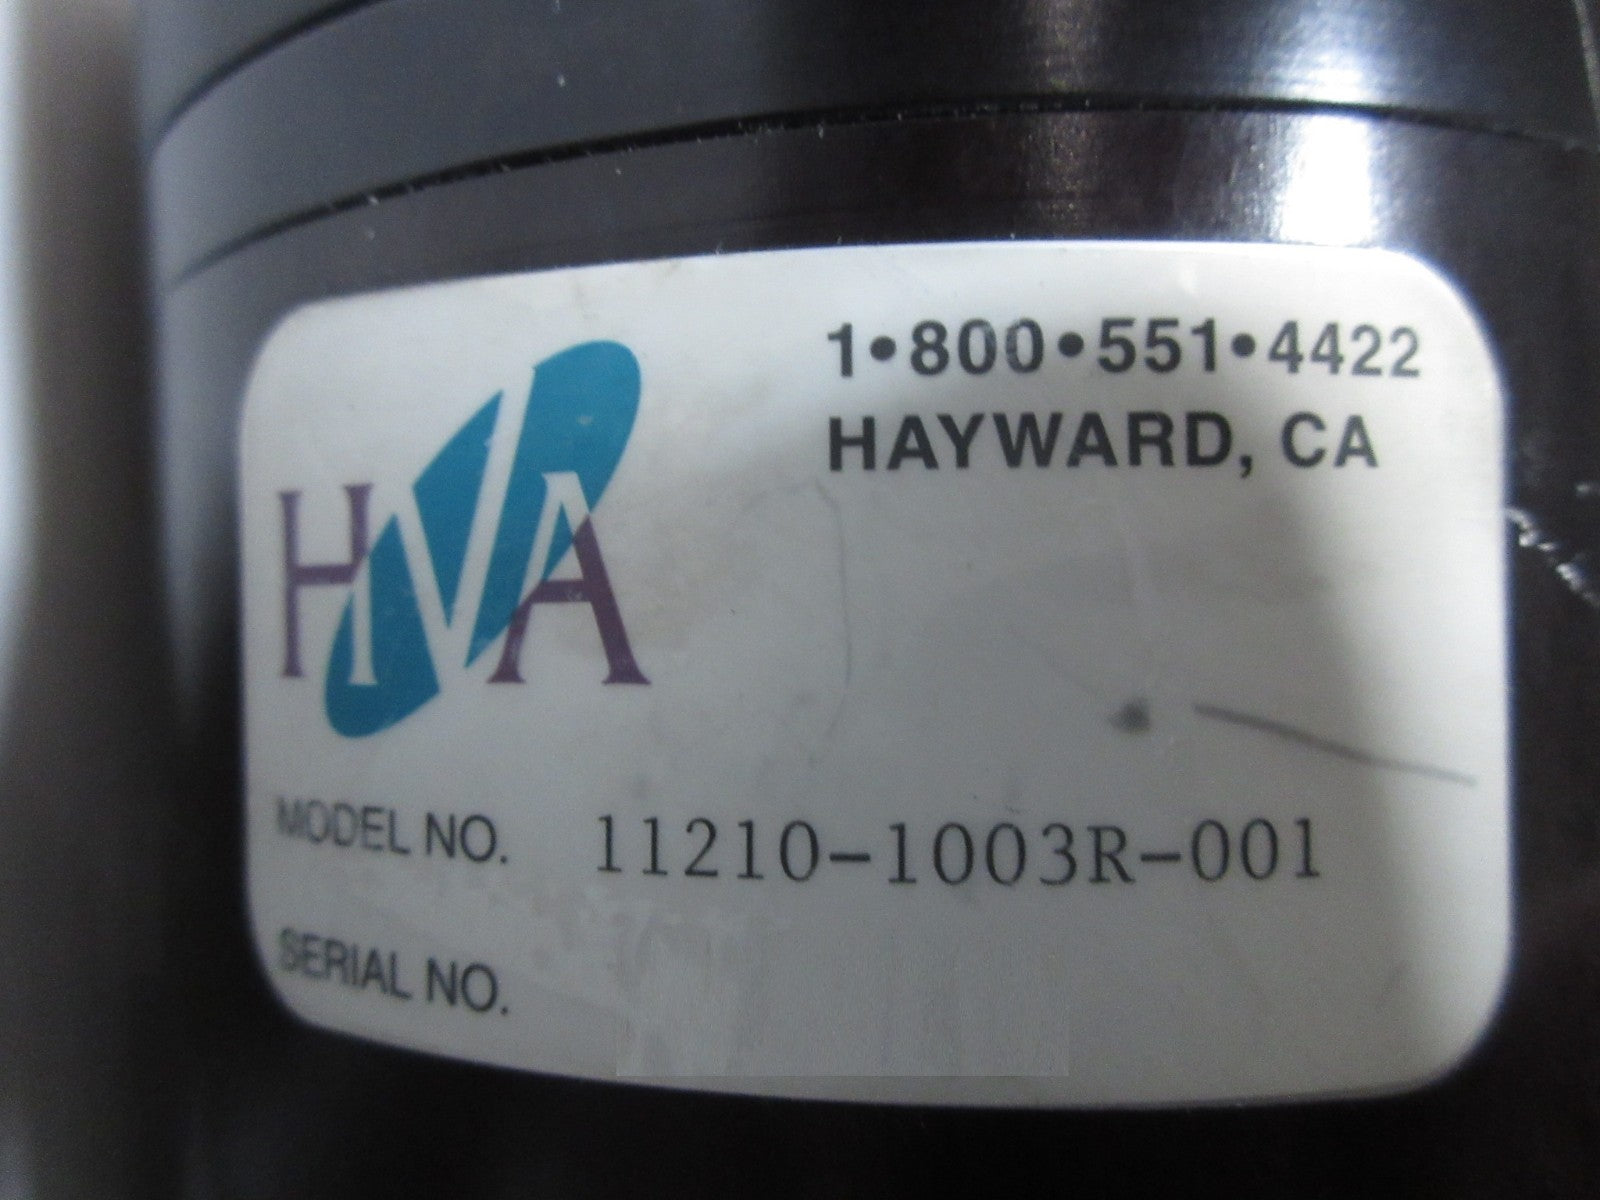 1•800•551•4422
HAYWARD, CA
HVA
MODEL NO. 11210-1003R-001
SERIAL NO.